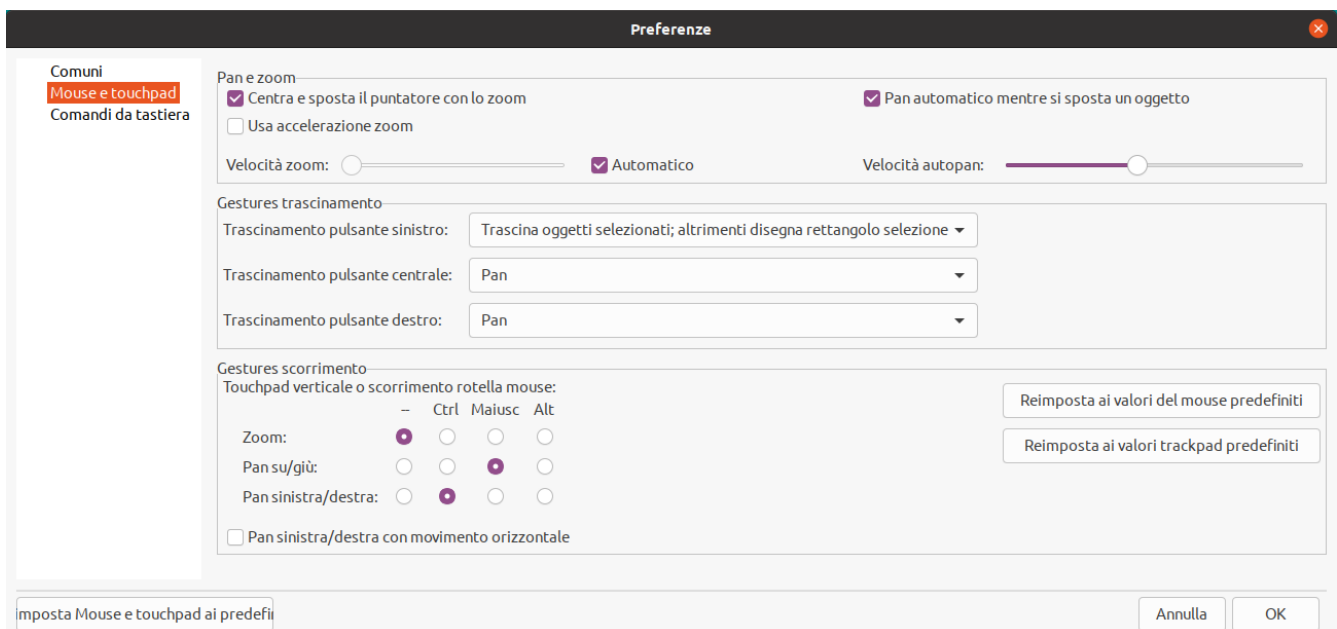 Preferenze
Comuni
Mouse e touchpad
Comandi da tastiera
Pan e zoom
Centra e sposta il puntatore con lo zoom
Pan automatico mentre si sposta un oggetto
Usa accelerazione zoom
Velocità zoom:
Automatico
Velocità autopan:
Gestures trascinamento
Trascinamento pulsante sinistro:
Trascina oggetti selezionati; altrimenti disegna rettangolo selezione
Trascinamento pulsante centrale:
Pan
Trascinamento pulsante destro:
Pan
Gestures scorrimento
Touchpad verticale o scorrimento rotella mouse:
-- Ctrl Maiusc Alt
Zoom:
Pan su/giù:
Pan sinistra/destra:
Pan sinistra/destra con movimento orizzontale
Reimposta ai valori del mouse predefiniti
Reimposta ai valori trackpad predefiniti
imposta Mouse e touchpad ai predefi
Annulla
OK